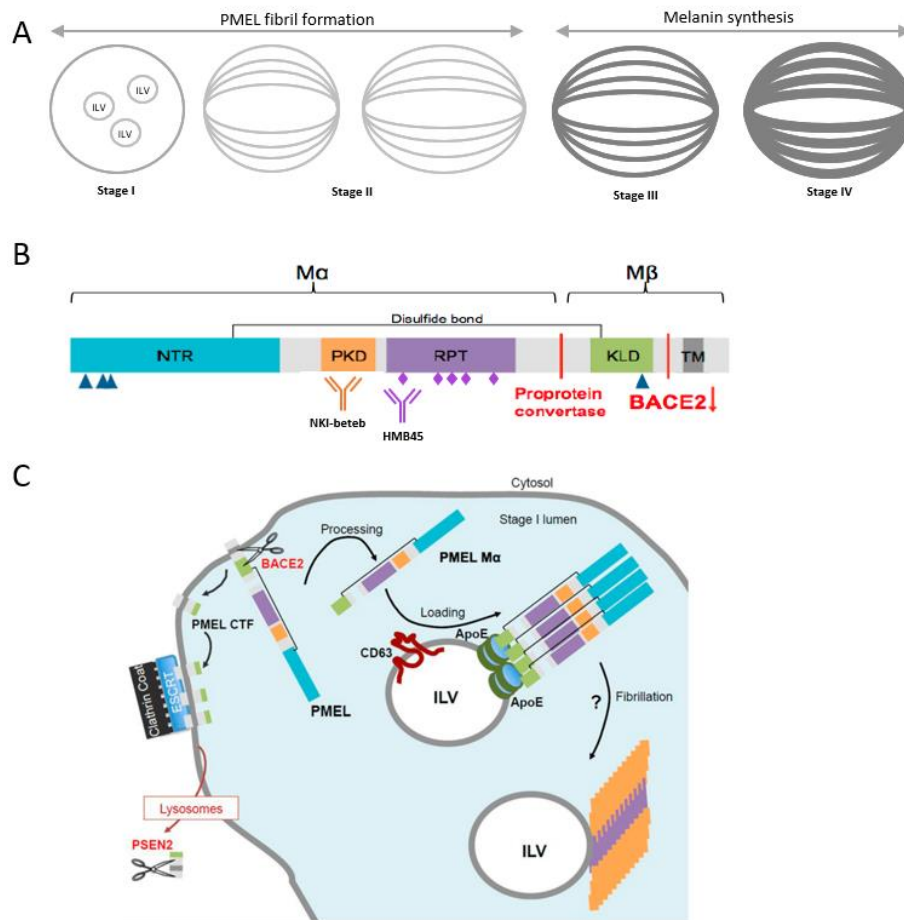 A
PMEL fibril formation
Melanin synthesis
ILV
ILV
ILV
Stage I
Stage II
Stage III
Stage IV
B
Mα
Mβ
Disulfide bond
NTR
PKD
RPT
KLD
TM
Proprotein
convertase
BACE2↓
NKI-beteb
HMB45
C
Cytosol
Stage I lumen
Processing
BACE2
PMEL Mα
PMEL CTF
Loading
ApoE
CD63
Clathrin Coat
ESCRT
ILV
ApoE
PMEL
?
Fibrillation
Lysosomes
PSEN2
ILV